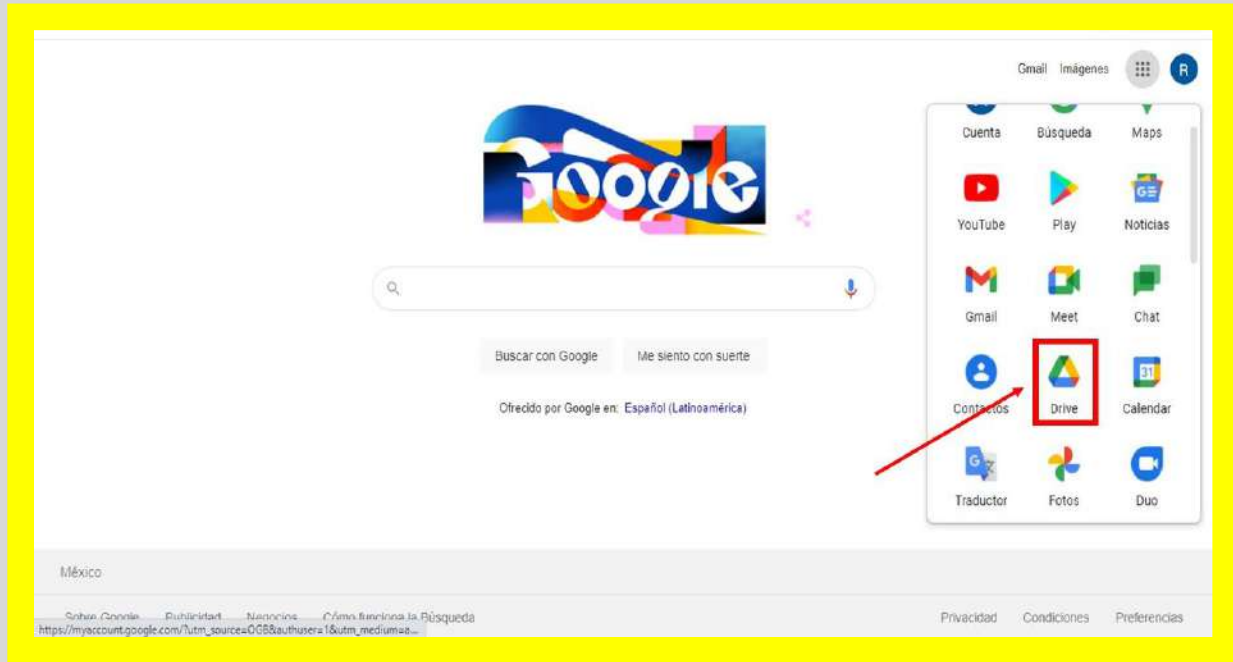 Gmail Imágenes
R
Google
Cuenta Búsqueda Maps
GE
YouTube Play Noticias
Gmail Meet Chat
Buscar con Google Me siento con suerte
31
Ofrecido por Google en: Español (Latinoamérica)
Contactos Drive Calendar
G
Traductor Fotos Duo
México
Sobre Google Publicidad Negocios Cómo funciona la Búsqueda
Privacidad Condiciones Preferencias
https://myaccount.google.com/?utm_source=OGB&authuser=1&utm_medium=a...